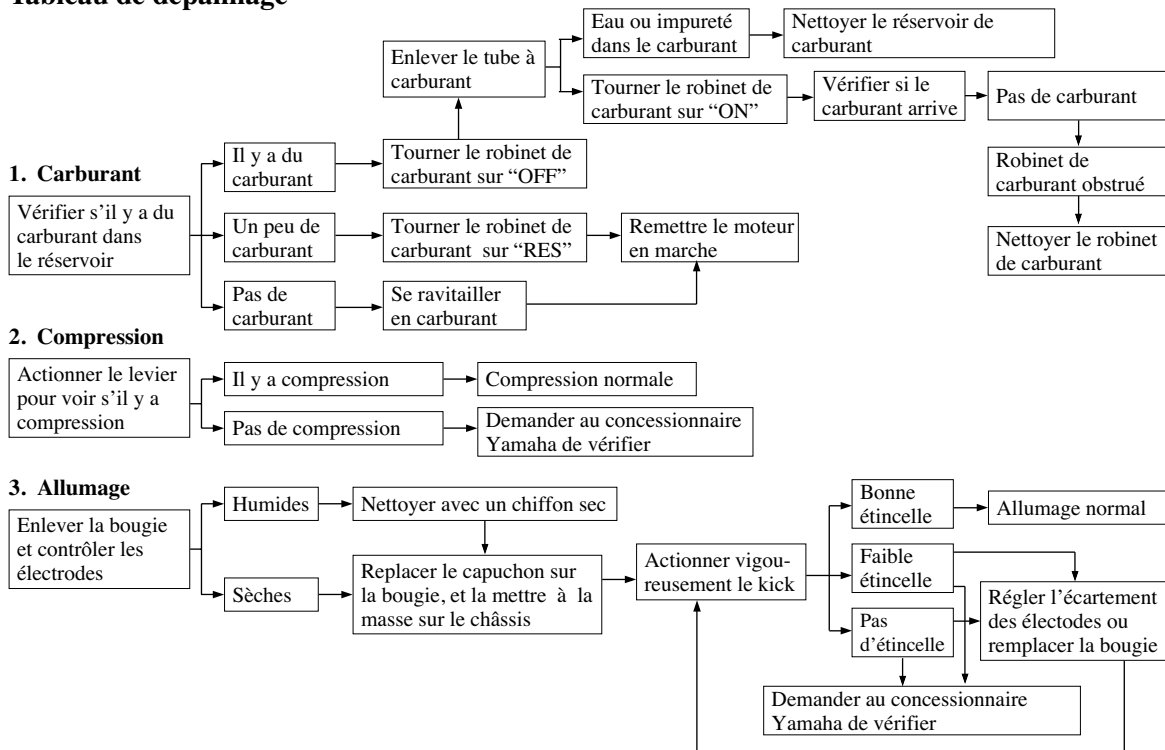 Tableau de dépannage
Eau ou impureté
dans le carburant
Nettoyer le réservoir de
carburant
Enlever le tube à
carburant
Tourner le robinet de
carburant sur “ON”
Vérifier si le
carburant arrive
Pas de carburant
1. Carburant
Il y a du
carburant
Tourner le robinet de
carburant sur “OFF”
Robinet de
carburant obstrué
Vérifier s’il y a du
carburant dans
le réservoir
Un peu de
carburant
Tourner le robinet de
carburant sur “RES”
Remettre le moteur
en marche
Nettoyer le robinet
de carburant
Pas de
carburant
Se ravitailler
en carburant
2. Compression
Actionner le levier
pour voir s’il y a
compression
Il y a compression
Compression normale
Pas de compression
Demander au concessionnaire
Yamaha de vérifier
3. Allumage
Enlever la bougie
et contrôler les
électrodes
Humides
Nettoyer avec un chiffon sec
Sèches
Replacer le capuchon sur
la bougie, et la mettre à la
masse sur le châssis
Actionner vigou-
reusement le kick
Bonne
étincelle
Allumage normal
Faible
étincelle
Pas
d’étincelle
Régler l’écartement
des électodes ou
remplacer la bougie
Demander au concessionnaire
Yamaha de vérifier